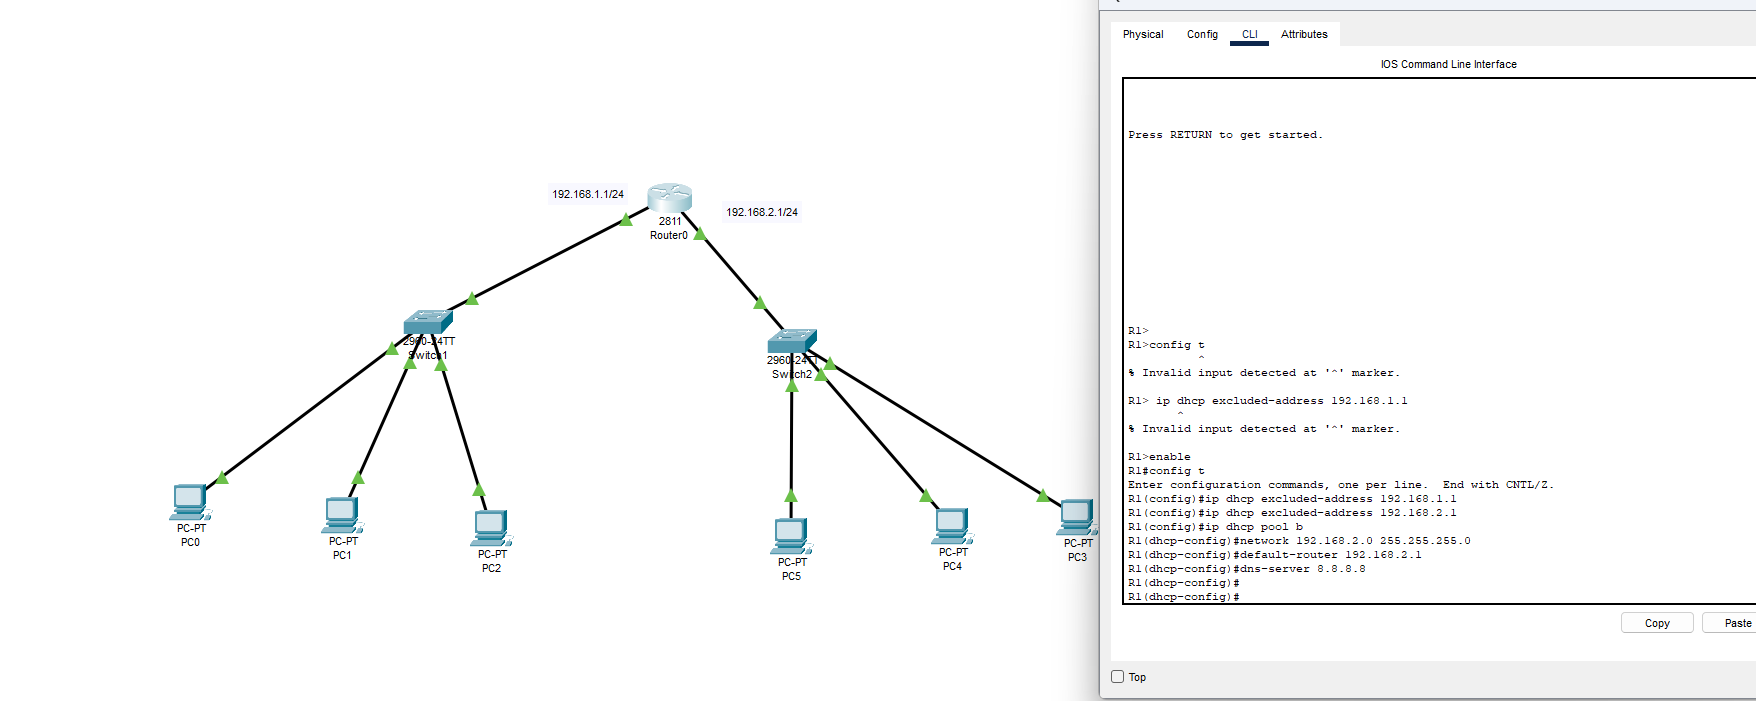 192.168.1.1/24
2811
Router0
192.168.2.1/24
2960-24TT
Switch1
2960-24TT
Switch2
PC-PT
PC0
PC-PT
PC1
PC-PT
PC2
PC-PT
PC5
PC-PT
PC4
PC-PT
PC3
Physical Config CLI Attributes
IOS Command Line Interface
Press RETURN to get started.
R1>
R1>config t
^
% Invalid input detected at '^' marker.
R1> ip dhcp excluded-address 192.168.1.1
^
% Invalid input detected at '^' marker.
R1>enable
R1#config t
Enter configuration commands, one per line.  End with CNTL/Z.
R1(config)#ip dhcp excluded-address 192.168.1.1
R1(config)#ip dhcp excluded-address 192.168.2.1
R1(config)#ip dhcp pool b
R1(dhcp-config)#network 192.168.2.0 255.255.255.0
R1(dhcp-config)#default-router 192.168.2.1
R1(dhcp-config)#dns-server 8.8.8.8
R1(dhcp-config)#
R1(dhcp-config)#
Copy Paste
Top